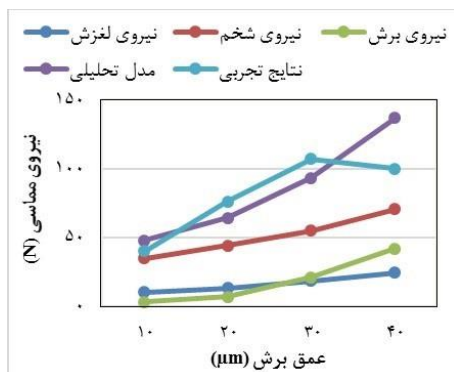 نیروی لغزش نیروی شخم نیروی برش
مدل تحلیلی نتایج تجربی
نیروی مماسی (N)
۱۵۰
۱۰۰
۵۰
۰
۱۰ ۲۰ ۳۰ ۴۰
عمق برش (μm)